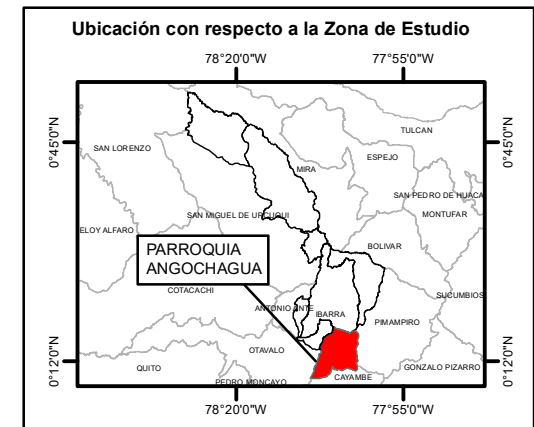 Ubicación con respecto a la Zona de Estudio
78°20'0"W 77°55'0"W
0°45'0"N 0°45'0"N
TULCAN
SAN LORENZO
ESPEJO
MIRA
SAN PEDRO DE HUACA
SAN MIGUEL DE URCUQUI
MONTUFAR
ELOY ALFARO
BOLIVAR
PARROQUIA
ANGOCHAGUA
COTACACHI
SUCUMBIOS
ANTONIO ANTE
IBARRA
PIMAMPIRO
OTAVALO
0°12'0"N 0°12'0"N
QUITO
GONZALO PIZARRO
PEDRO MONCAYO
CAYAMBE
78°20'0"W 77°55'0"W